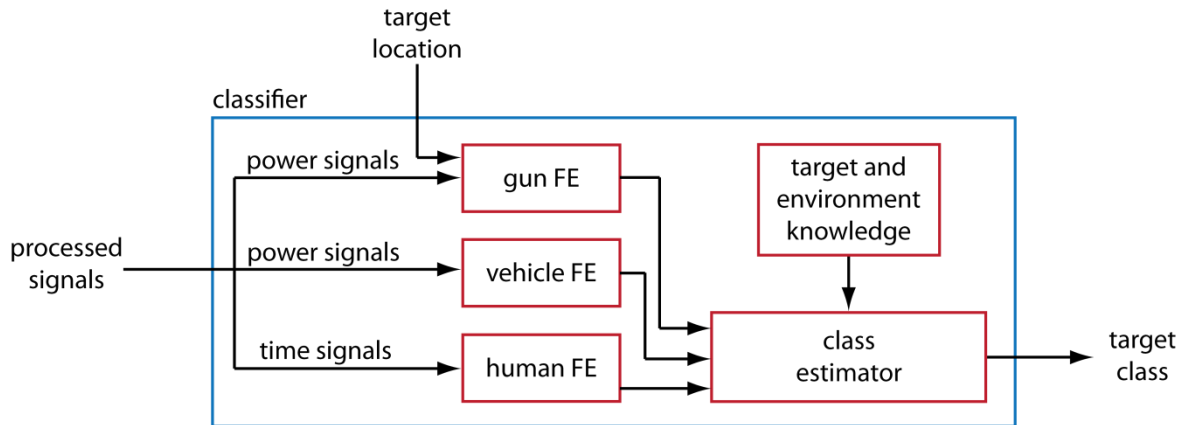 target
location
classifier
power signals
gun FE
target and
environment
knowledge
processed
signals
power signals
vehicle FE
time signals
human FE
class
estimator
target
class